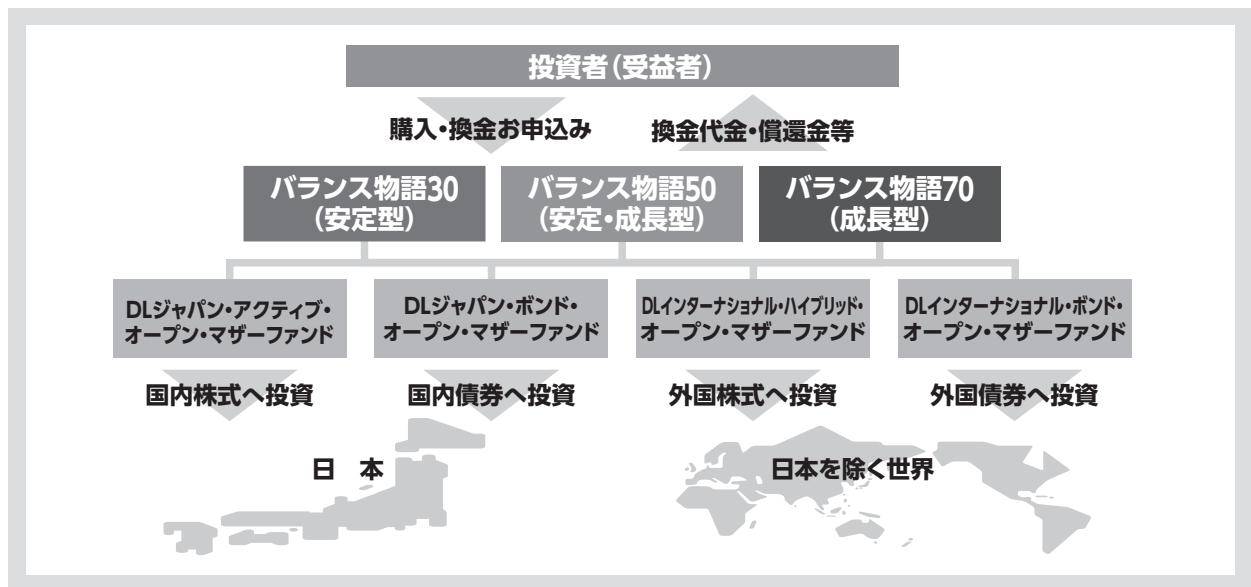 投資者(受益者)
購入・換金お申込み
換金代金・償還金等
バランス物語30
(安定型)
バランス物語50
(安定・成長型)
バランス物語70
(成長型)
DLジャパン・アクティブ・
オープン・マザーファンド
DLジャパン・ボンド・
オープン・マザーファンド
DLインターナショナル・ハイブリッド・
オープン・マザーファンド
DLインターナショナル・ボンド・
オープン・マザーファンド
国内株式へ投資
国内債券へ投資
外国株式へ投資
外国債券へ投資
日 本
日本を除く世界